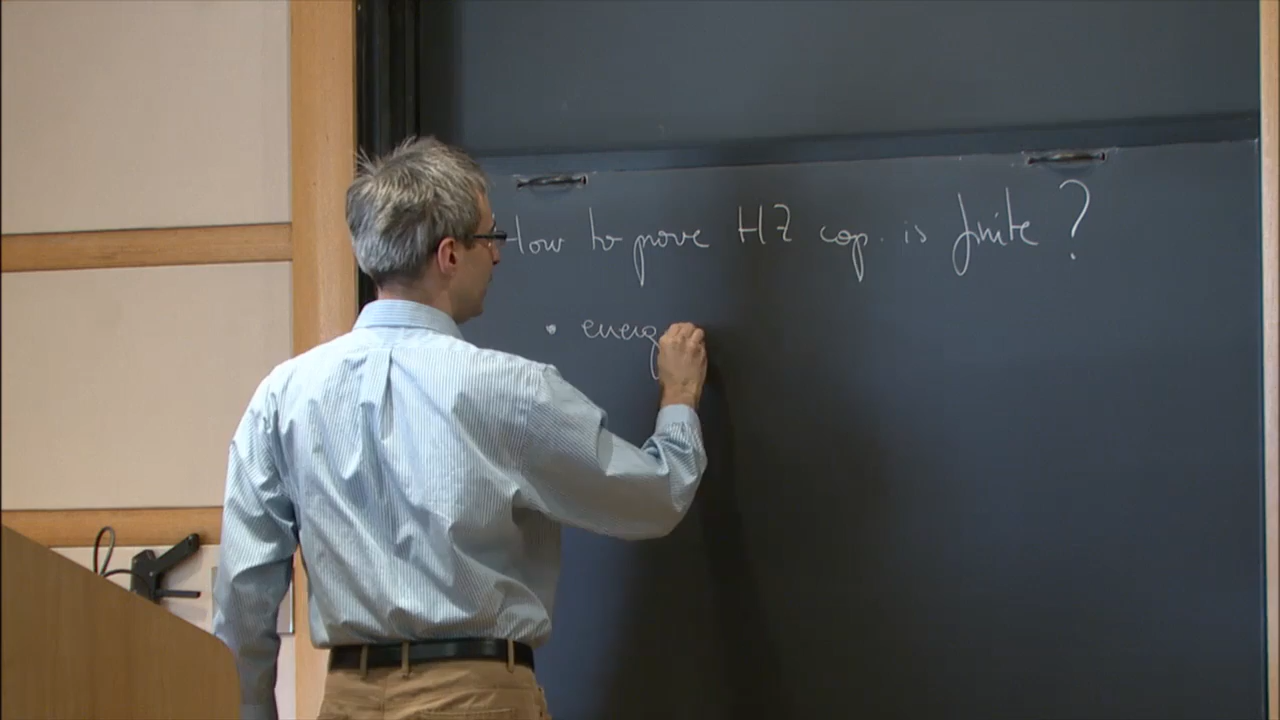 How to prove HZ cap. is finite ?
• energ